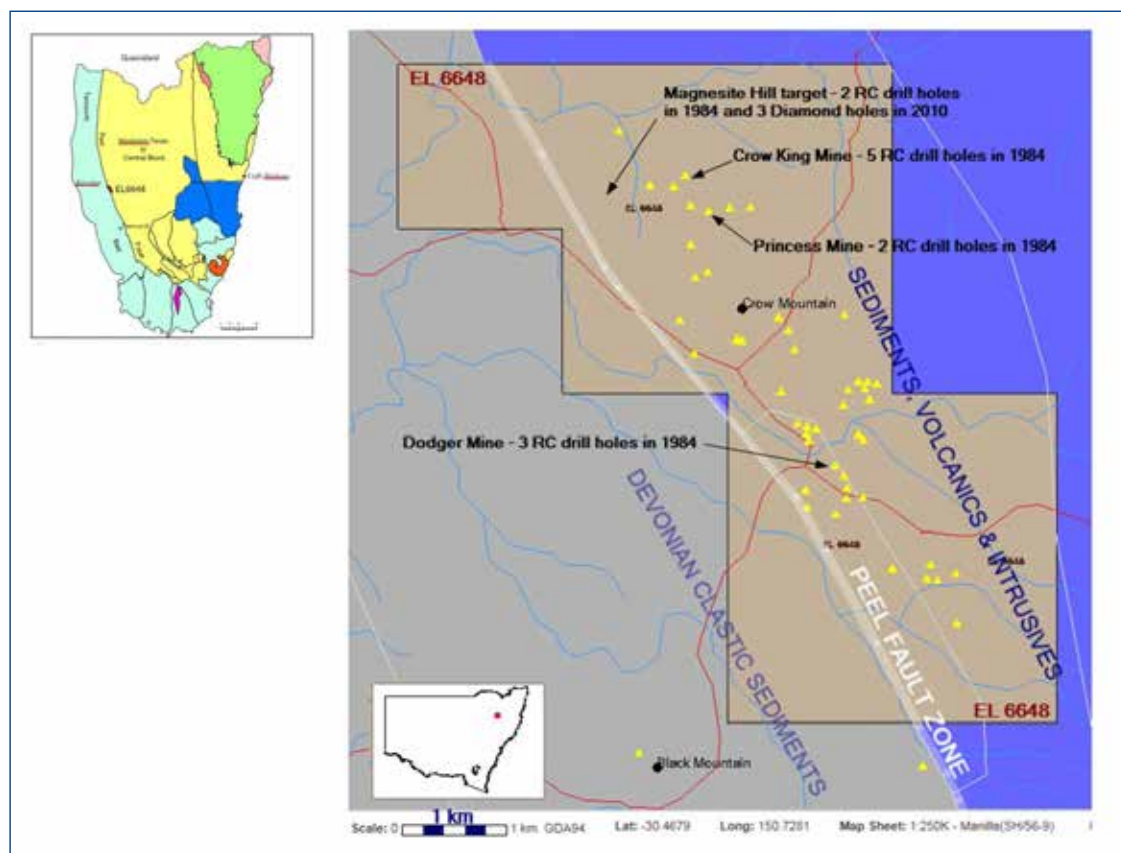 Queensland
EL6648
EL 6648
Magnesite Hill target - 2 RC drill holes
in 1984 and 3 Diamond holes in 2010
Crow King Mine - 5 RC drill holes in 1984
EL 6648
Princess Mine - 2 RC drill holes in 1984
Crow Mountain
SEDIMENTS, VOLCANICS & INTRUSIVES
Dodger Mine - 3 RC drill holes in 1984
DEVONIAN CLASTIC SEDIMENTS
EL 6648
PEEL FAULT ZONE
EL 6648
Black Mountain
1 km
Scale: 0 1 km GDA94 Lat: -30.4679 Long: 150.7281 Map Sheet: 1:250K - Manilla(SH/56-9)